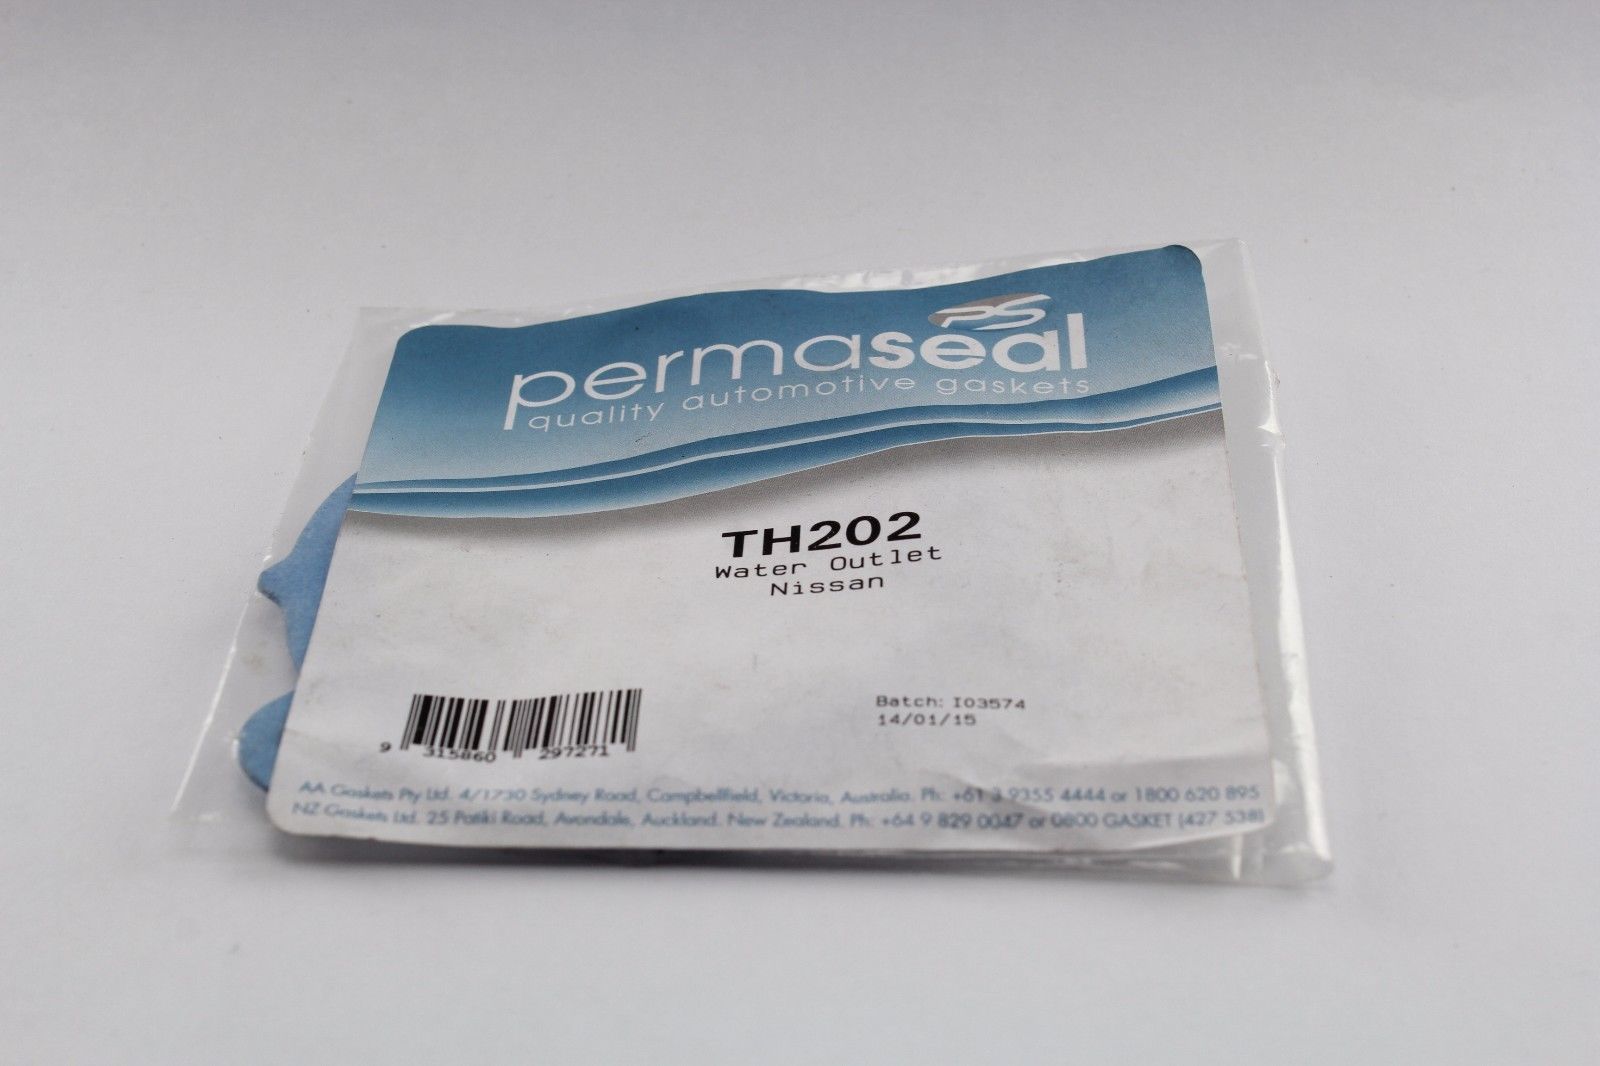 PS
permaseal
quality automotive gaskets
TH202
Water Outlet
Nissan
Batch: I03574
14/01/15
9 315860 297271
AA Gaskets Pty Ltd. 4/1730 Sydney Road, Campbellfield, Victoria, Australia. Ph: +61 3 9355 4444 or 1800 620 895
NZ Gaskets Ltd. 25 Patiki Road, Avondale, Auckland. New Zealand. Ph: +64 9 829 0047 or 0800 GASKET (427 538)